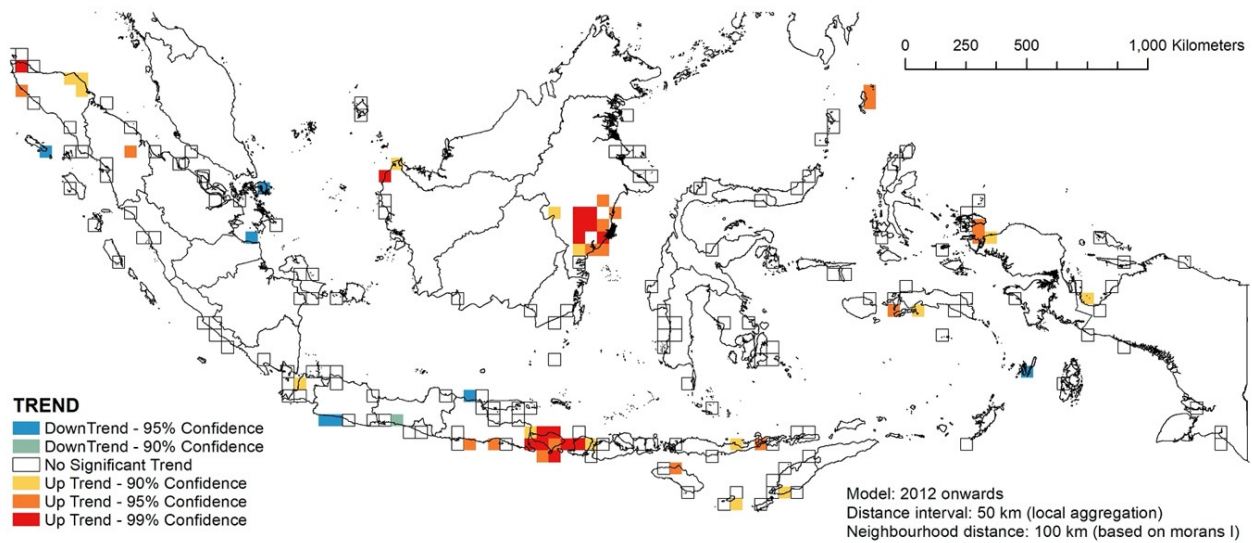 0 250 500 1,000 Kilometers
TREND
DownTrend - 95% Confidence
DownTrend - 90% Confidence
No Significant Trend
Up Trend - 90% Confidence
Up Trend - 95% Confidence
Up Trend - 99% Confidence
Model: 2012 onwards
Distance interval: 50 km (local aggregation)
Neighbourhood distance: 100 km (based on morans I)